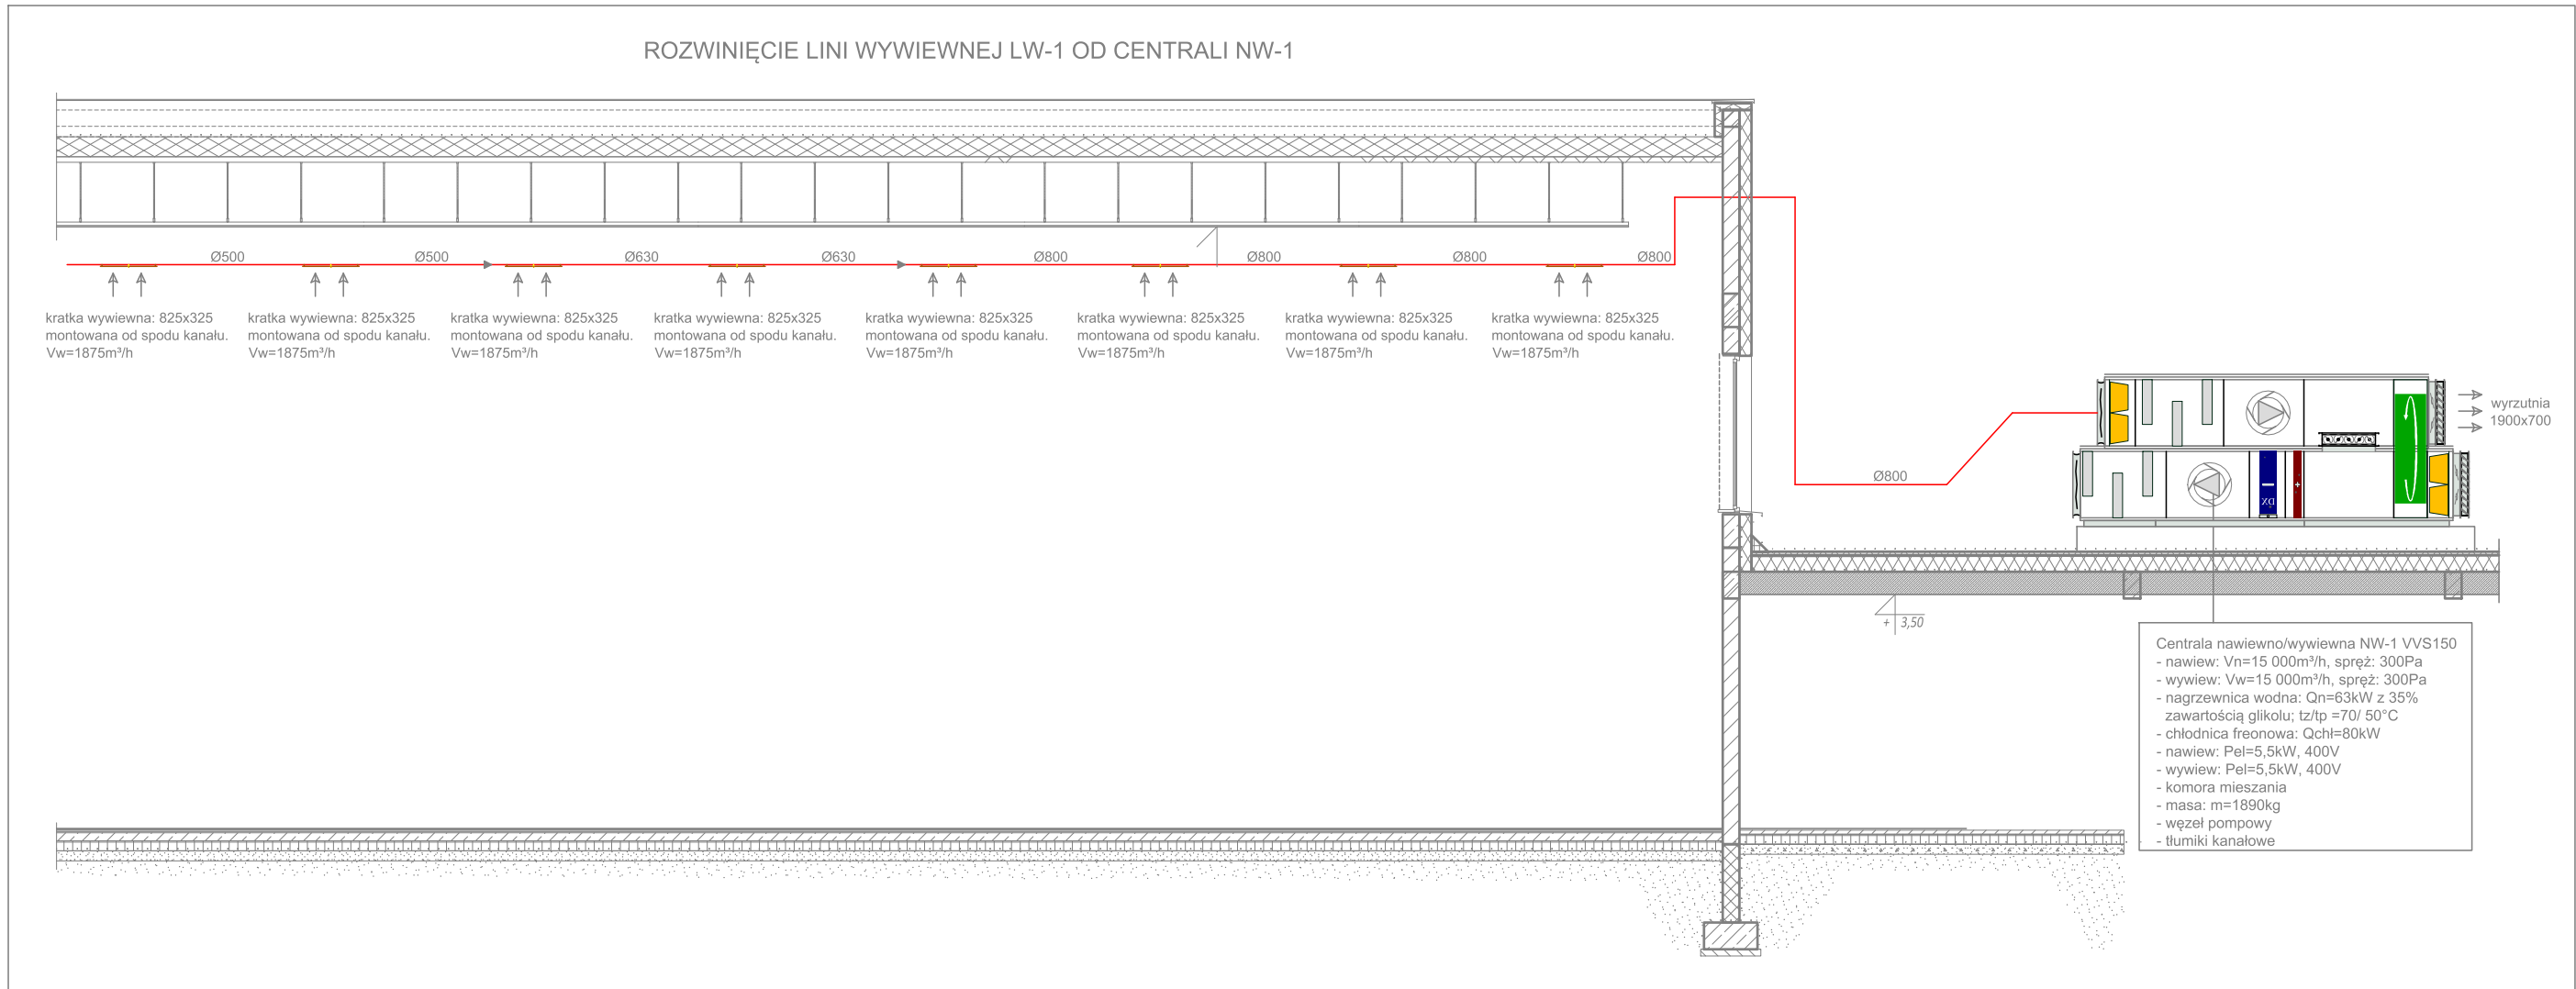 ROZWINIĘCIE LINI WYWIEWNEJ LW-1 OD CENTRALI NW-1
Ø500
Ø500
Ø630
Ø630
Ø800
Ø800
Ø800
Ø800
kratka wywiewna: 825x325
montowana od spodu kanału.
Vw=1875m³/h
kratka wywiewna: 825x325
montowana od spodu kanału.
Vw=1875m³/h
kratka wywiewna: 825x325
montowana od spodu kanału.
Vw=1875m³/h
kratka wywiewna: 825x325
montowana od spodu kanału.
Vw=1875m³/h
kratka wywiewna: 825x325
montowana od spodu kanału.
Vw=1875m³/h
kratka wywiewna: 825x325
montowana od spodu kanału.
Vw=1875m³/h
kratka wywiewna: 825x325
montowana od spodu kanału.
Vw=1875m³/h
kratka wywiewna: 825x325
montowana od spodu kanału.
Vw=1875m³/h
wyrzutnia
1900x700
Ø800
DX
+ 3,50
Centrala nawiewno/wywiewna NW-1 VVS150
- nawiew: Vn=15 000m³/h, spręż: 300Pa
- wywiew: Vw=15 000m³/h, spręż: 300Pa
- nagrzewnica wodna: Qn=63kW z 35%
zawartością glikolu; tz/tp =70/ 50°C
- chłodnica freonowa: Qchł=80kW
- nawiew: Pel=5,5kW, 400V
- wywiew: Pel=5,5kW, 400V
- komora mieszania
- masa: m=1890kg
- węzeł pompowy
- tłumiki kanałowe